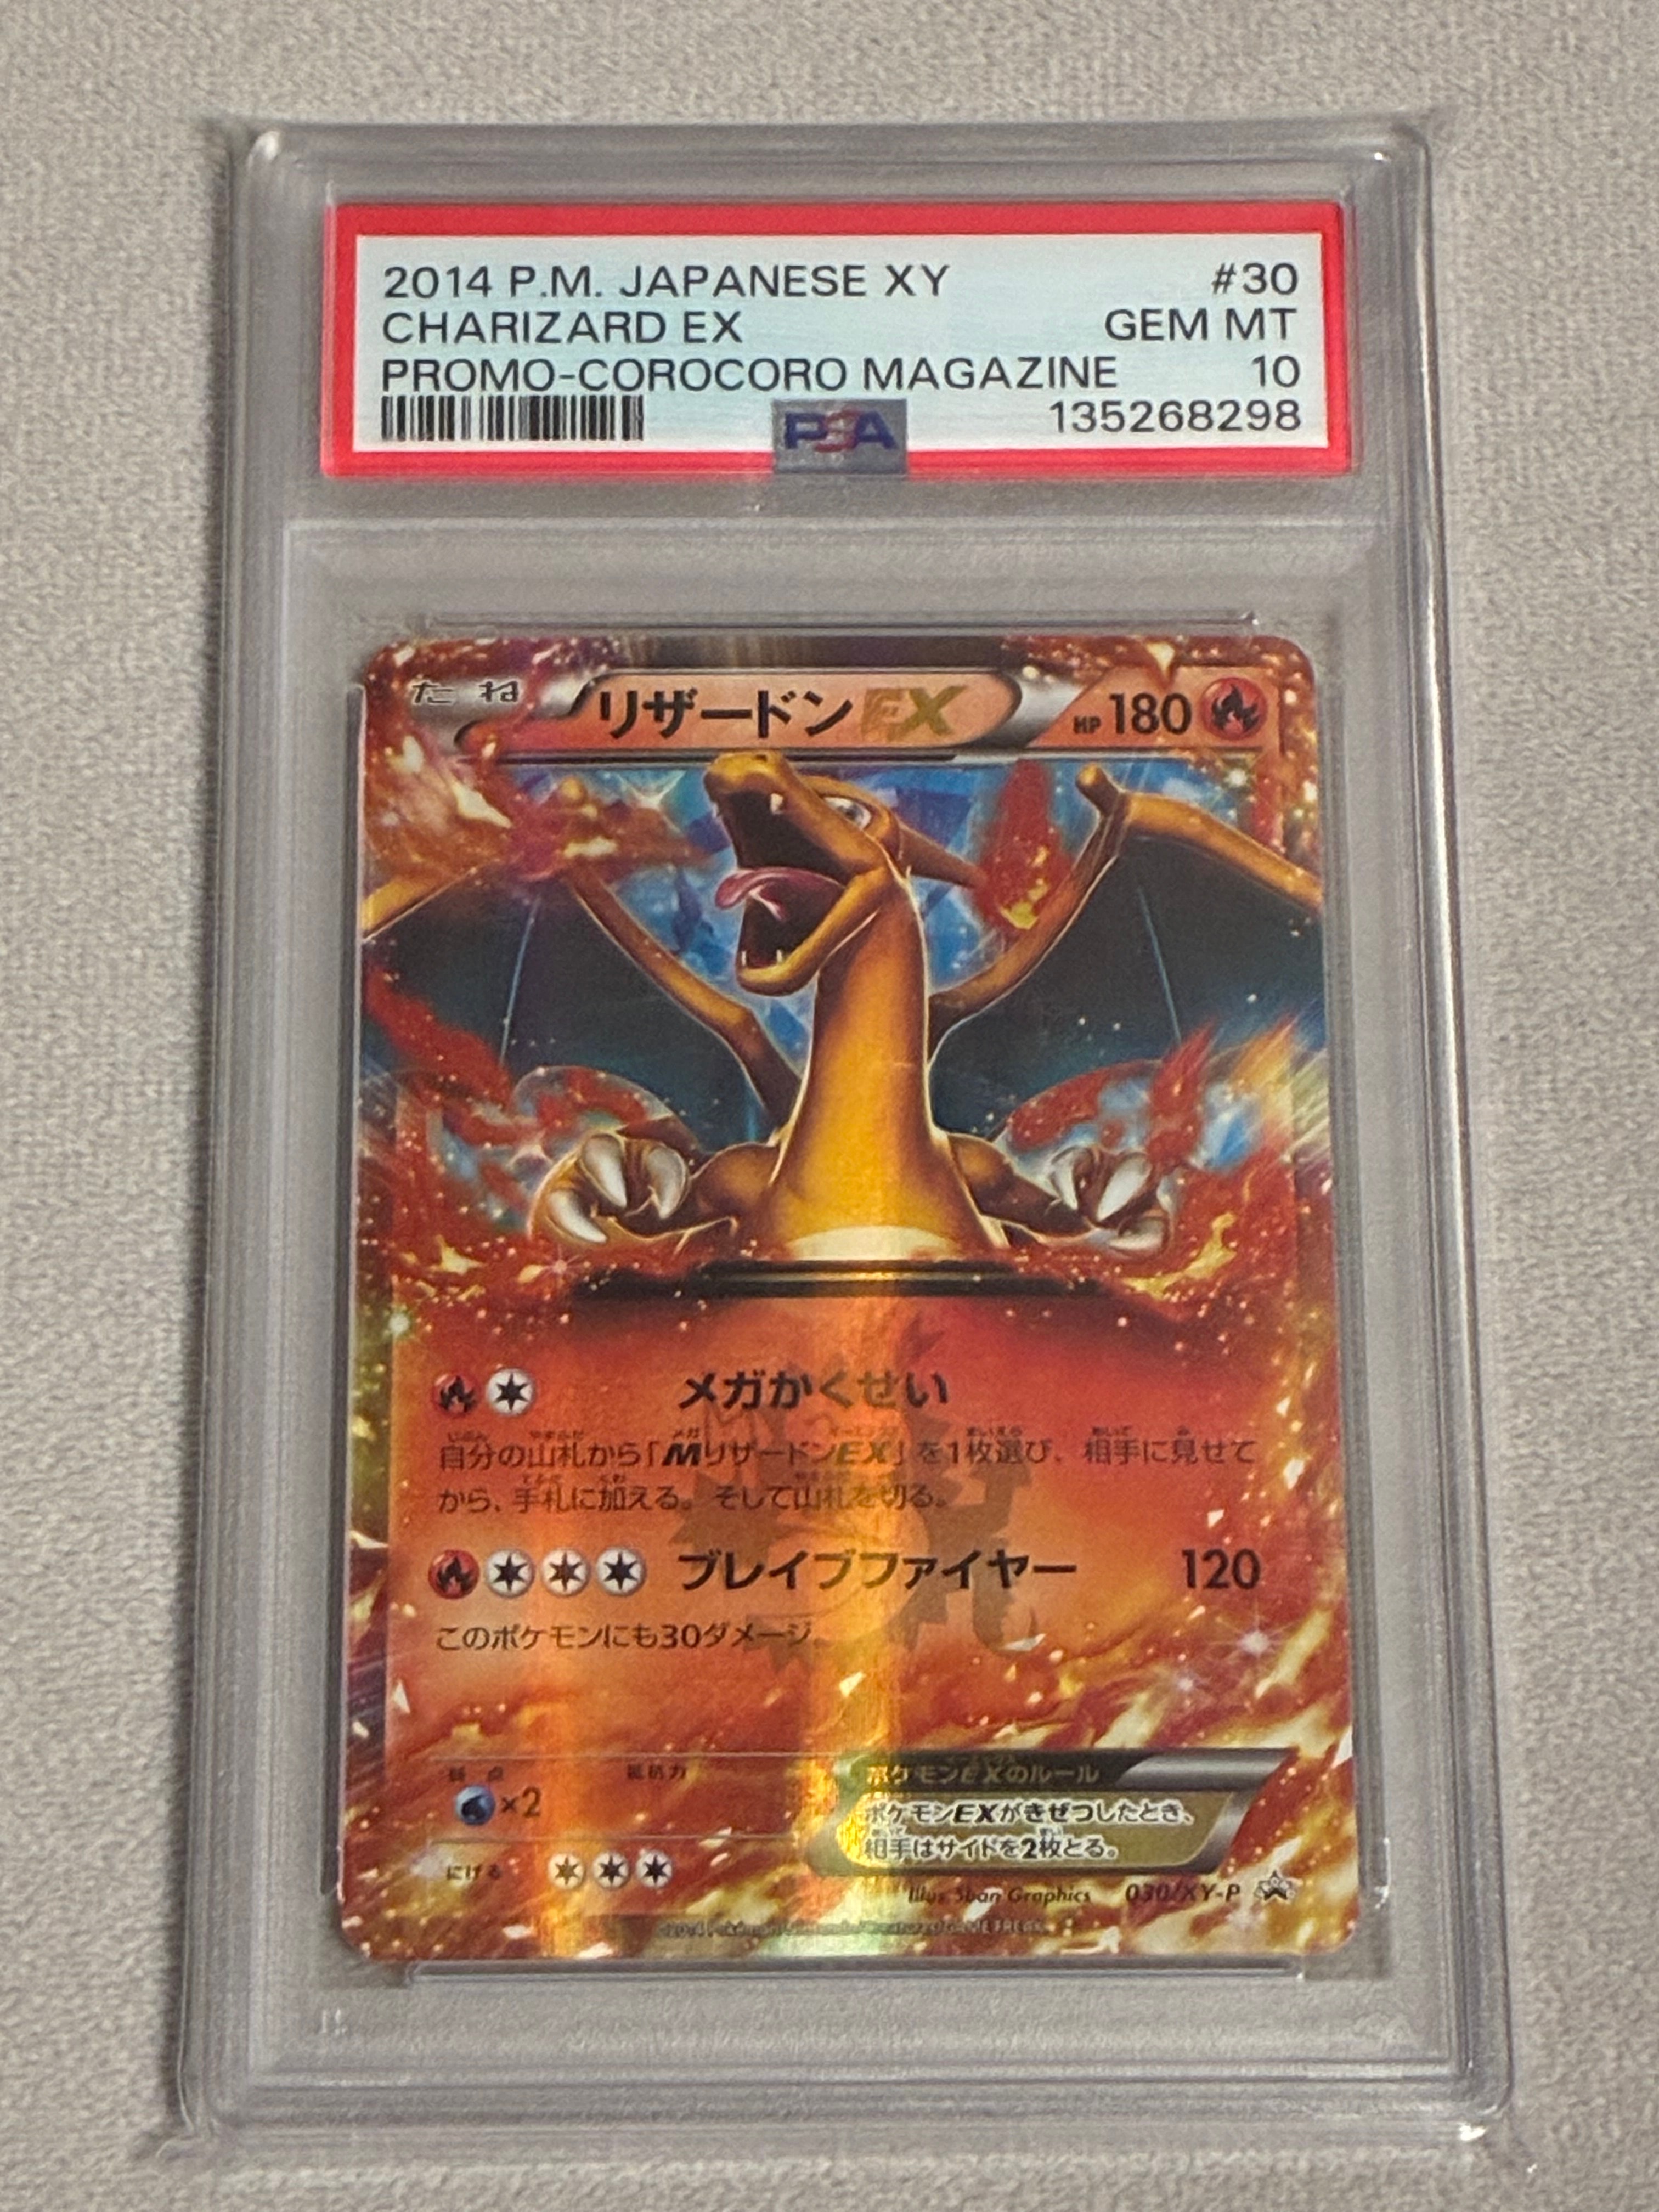 2014 P.M. JAPANESE XY #30
CHARIZARD EX GEM MT
PROMO-COROCORO MAGAZINE 10
PSA 135268298
たね リザードンEX HP 180
メガかくせい
自分の山札から「MリザードンEX」を1枚選び、相手に見せて
から、手札に加える。そして山札を切る。
ブレイブファイヤー 120
このポケモンにも30ダメージ。
弱点 抵抗力
×2
ポケモンEXのルール
ポケモンEXがきぜつしたとき、
相手はサイドを2枚とる。
にげる
Illus. 5ban Graphics 030/XY-P